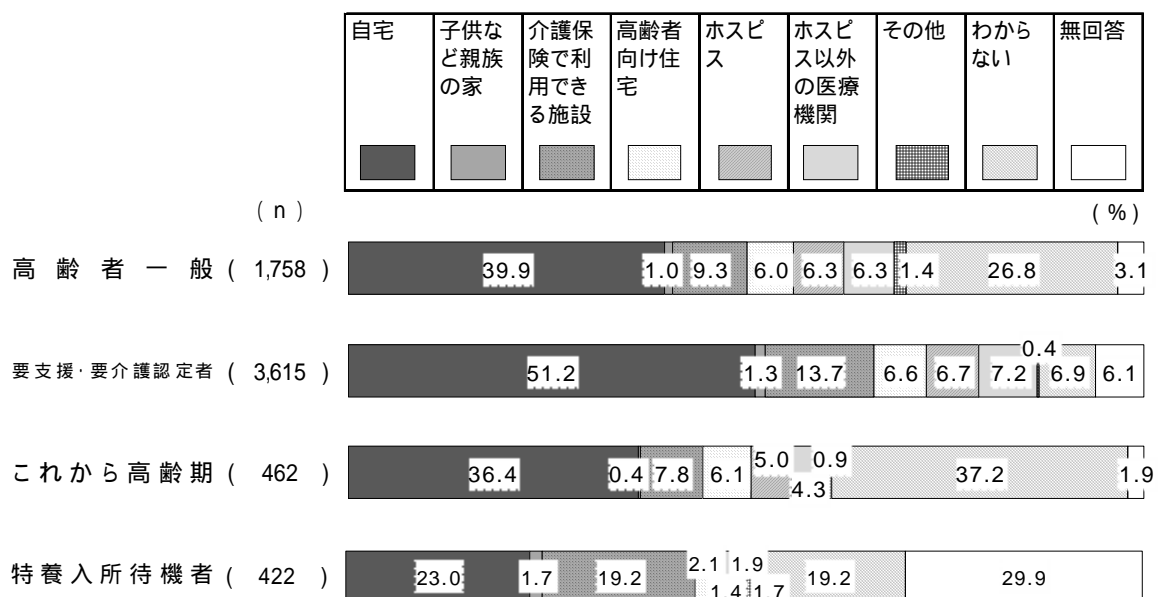 自宅
子供な
ど親族
の家
介護保
険で利
用でき
る施設
高齢者
向け住
宅
ホスピ
ス
ホスピ
ス以外
の医療
機関
その他
わから
ない
無回答
(n)
(%)
高齢者一般 ( 1,758 ) 39.9 1.0 9.3 6.0 6.3 6.3 1.4 26.8 3.1
0.4
要支援・要介護認定者 ( 3,615 ) 51.2 1.3 13.7 6.6 6.7 7.2 6.9 6.1
5.0 0.9
これから高齢期 ( 462 ) 36.4 0.4 7.8 6.1 37.2 1.9
4.3
2.1 1.9
特養入所待機者 ( 422 ) 23.0 1.7 19.2 19.2 29.9
1.4 1.7